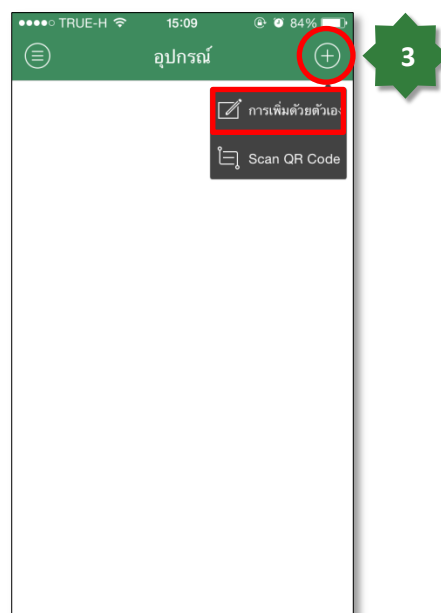 TRUE-H 15:09 84%
อุปกรณ์
3
การเพิ่มด้วยตัวเอง
Scan QR Code